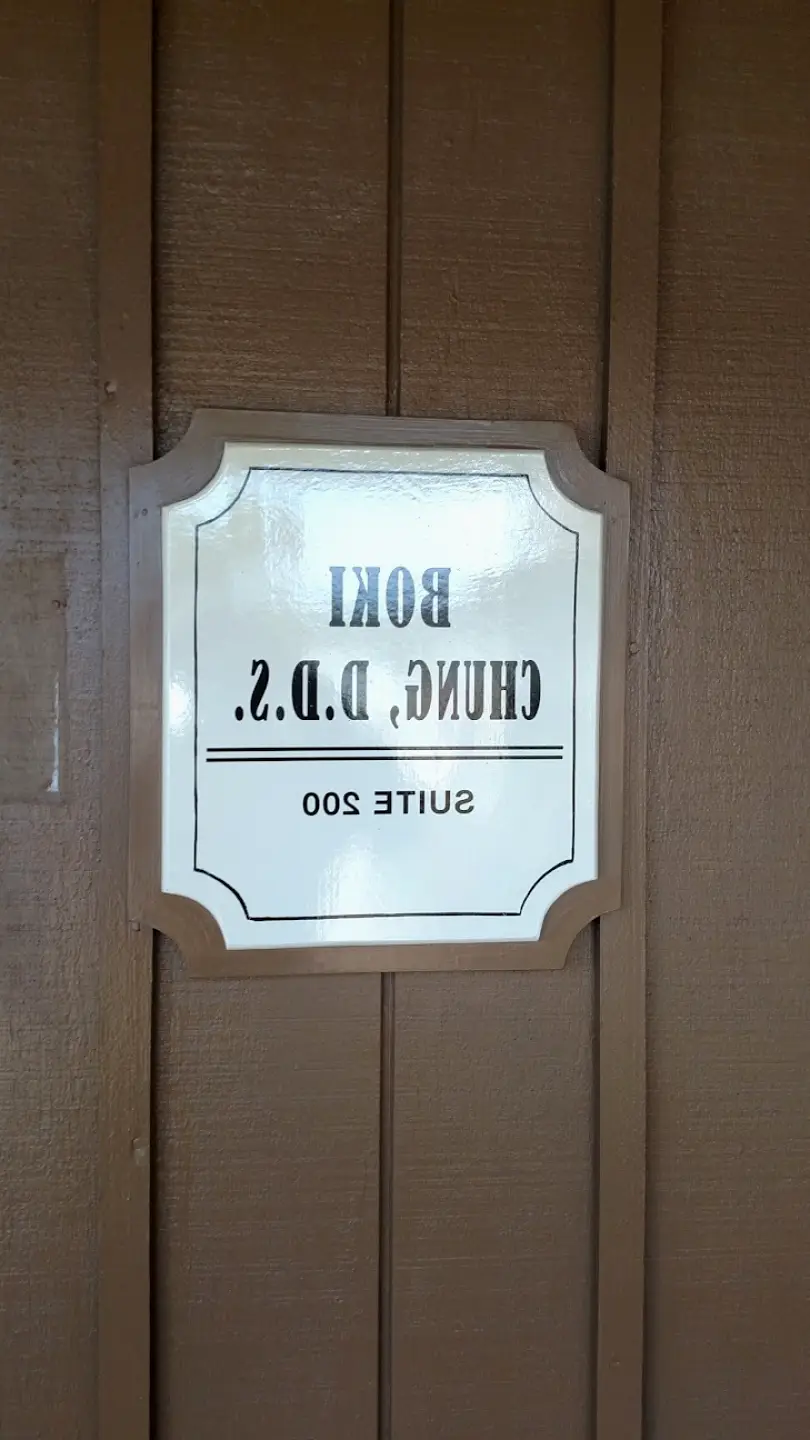 BOKI
CHUNG, D.D.S.
SUITE 200